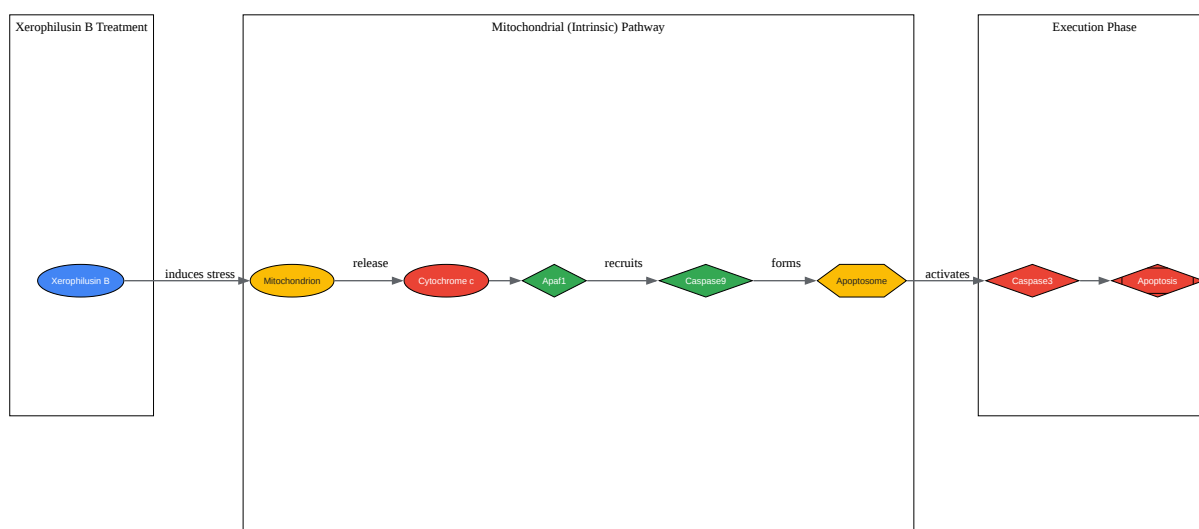 Xerophilusin B Treatment
Mitochondrial (Intrinsic) Pathway
Execution Phase
Xerophilusin B
induces stress
Mitochondrion
release
Cytochrome c
Apaf1
recruits
Caspase9
forms
Apoptosome
activates
Caspase3
Apoptosis